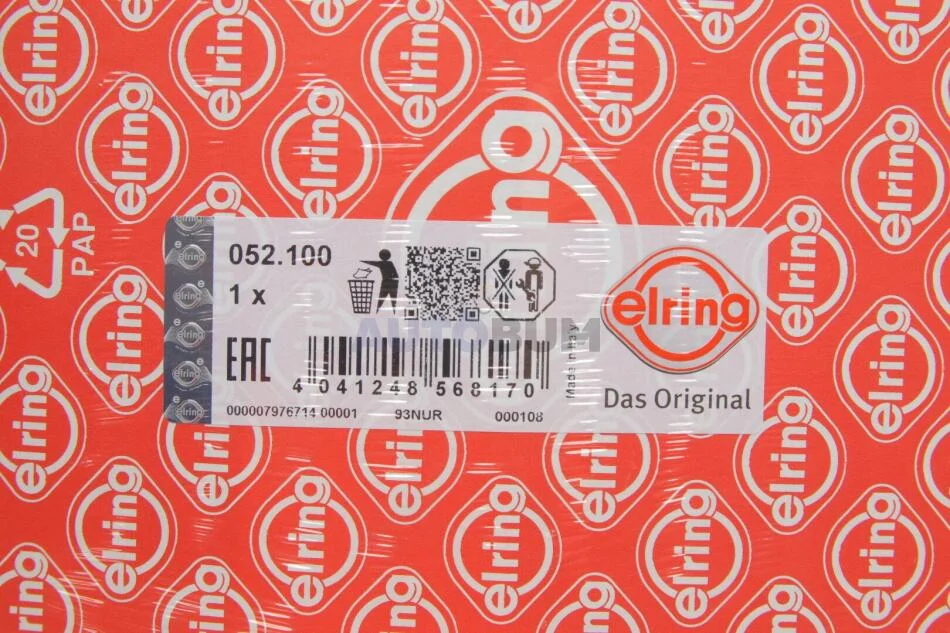 052.100
1 x
AUTOBUM
EAC
4 041248 568170
000007976714 00001 93NUR 000108
Made in Italy
elring
Das Original
20
PAP
elring